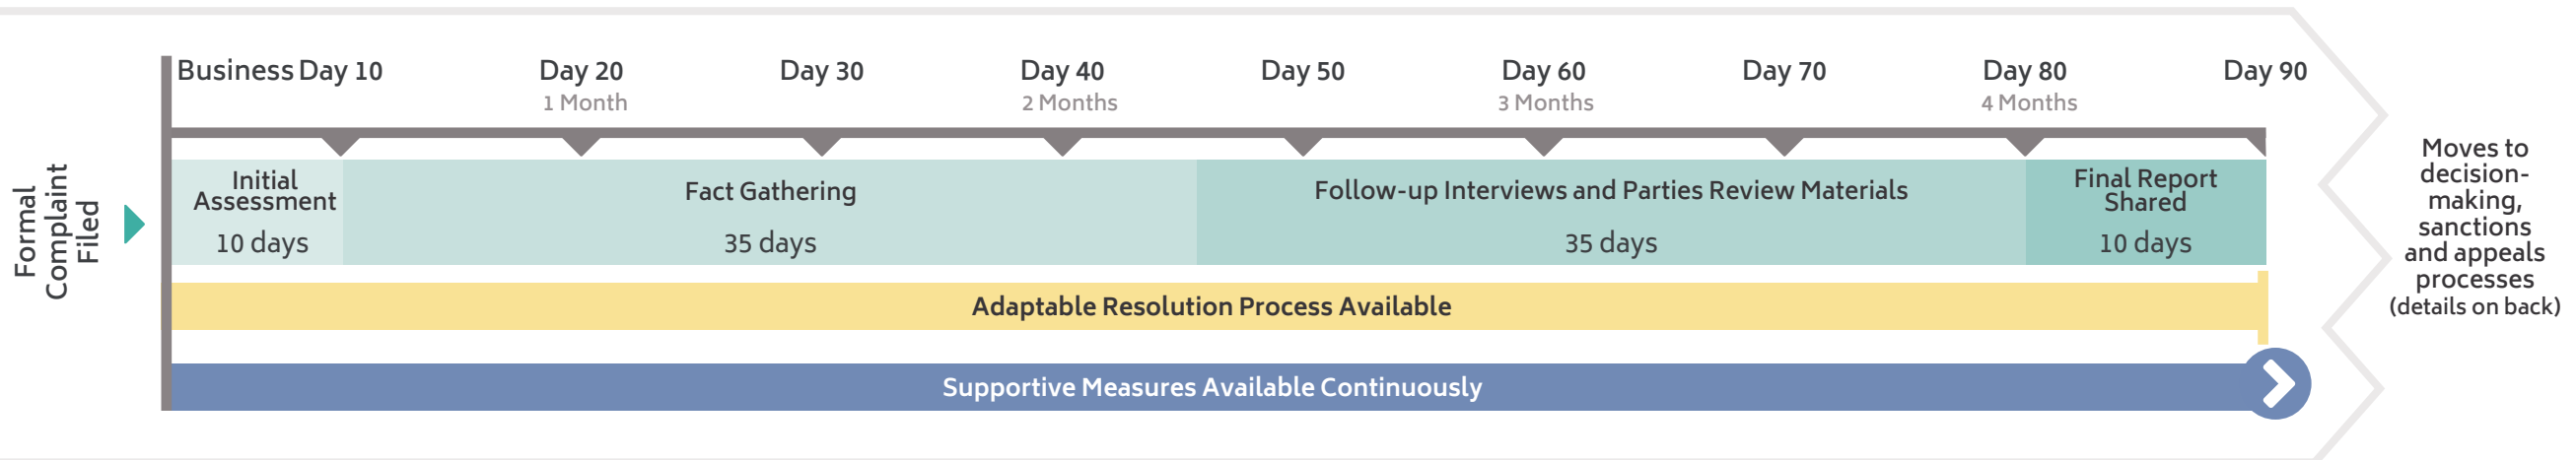 Formal
Complaint
Filed
Business Day 10
Day 20
Day 30
Day 40
Day 50
Day 60
Day 70
Day 80
Day 90
1 Month
2 Months
3 Months
4 Months
Initial
Assessment
10 days
Fact Gathering
35 days
Follow-up Interviews and Parties Review Materials
35 days
Final Report
Shared
10 days
Adaptable Resolution Process Available
Supportive Measures Available Continuously
Moves to
decision-
making,
sanctions
and appeals
processes
(details on back)